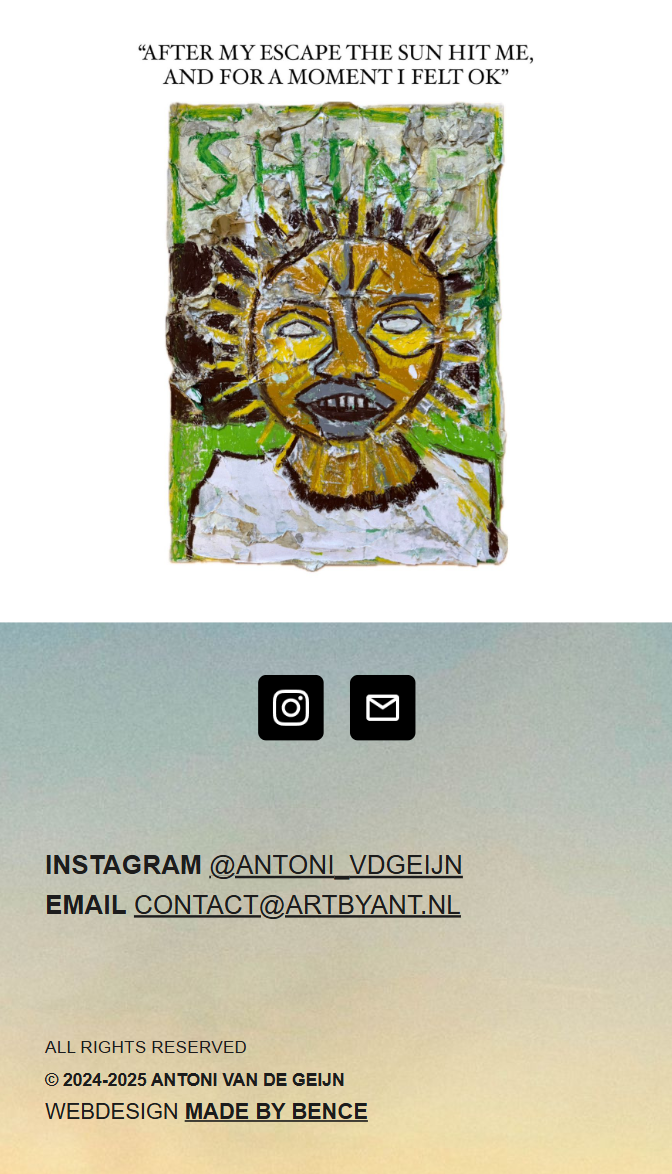 “AFTER MY ESCAPE THE SUN HIT ME,
AND FOR A MOMENT I FELT OK”
SHINE
INSTAGRAM @ANTONI_VDGEIJN
EMAIL CONTACT@ARTBYANT.NL
ALL RIGHTS RESERVED
© 2024-2025 ANTONI VAN DE GEIJN
WEBDESIGN MADE BY BENCE